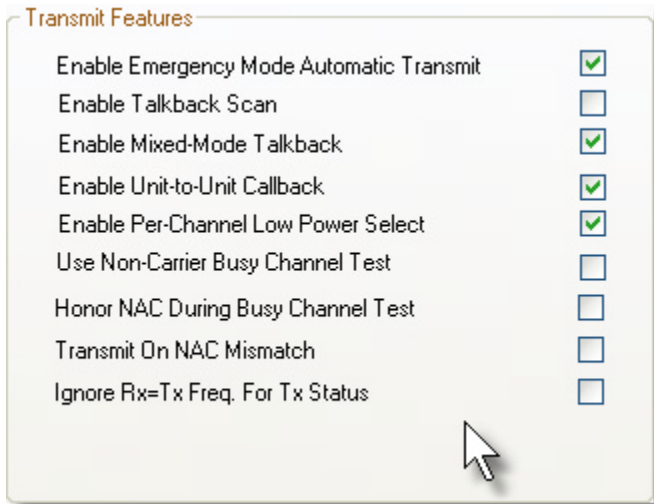 Transmit Features
Enable Emergency Mode Automatic Transmit
Enable Talkback Scan
Enable Mixed-Mode Talkback
Enable Unit-to-Unit Callback
Enable Per-Channel Low Power Select
Use Non-Carrier Busy Channel Test
Honor NAC During Busy Channel Test
Transmit On NAC Mismatch
Ignore Rx=Tx Freq. For Tx Status